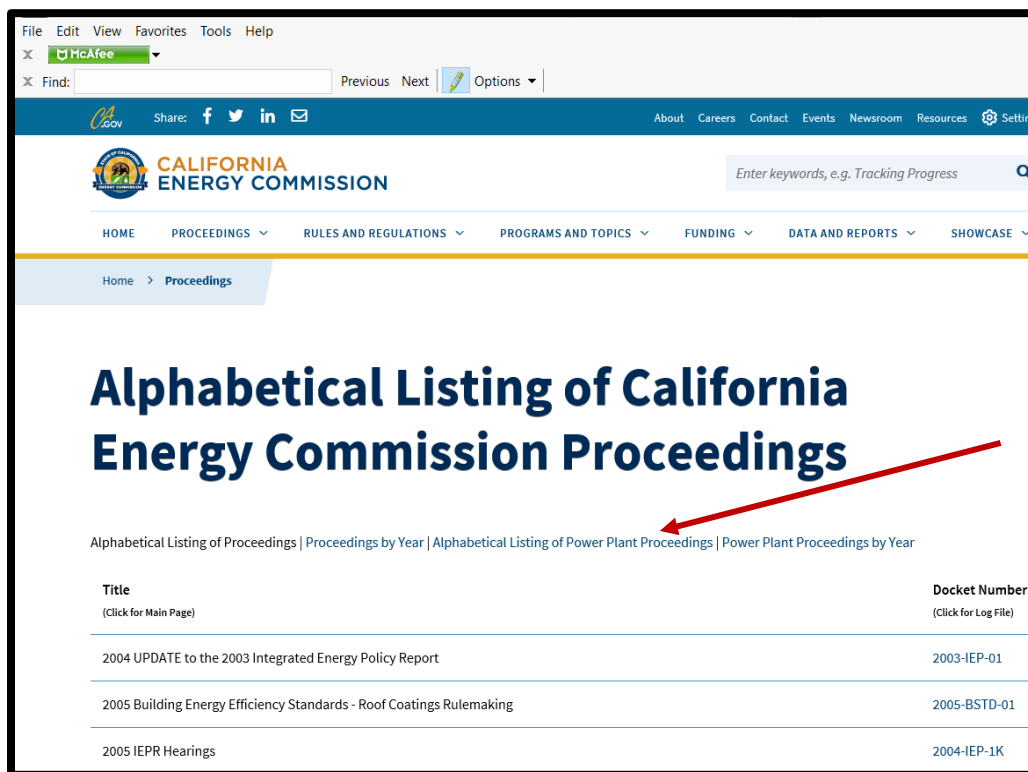 File Edit View Favorites Tools Help
x McAfee
x Find: Previous Next Options
CA.GOV Share: About Careers Contact Events Newsroom Resources
CALIFORNIA
ENERGY COMMISSION
Enter keywords, e.g. Tracking Progress
HOME PROCEEDINGS RULES AND REGULATIONS PROGRAMS AND TOPICS FUNDING DATA AND REPORTS SHOWCASE
Home > Proceedings
Alphabetical Listing of California
Energy Commission Proceedings
Alphabetical Listing of Proceedings | Proceedings by Year | Alphabetical Listing of Power Plant Proceedings | Power Plant Proceedings by Year
Title Docket Number
(Click for Main Page) (Click for Log File)
2004 UPDATE to the 2003 Integrated Energy Policy Report 2003-IEP-01
2005 Building Energy Efficiency Standards - Roof Coatings Rulemaking 2005-BSTD-01
2005 IEPR Hearings 2004-IEP-1K